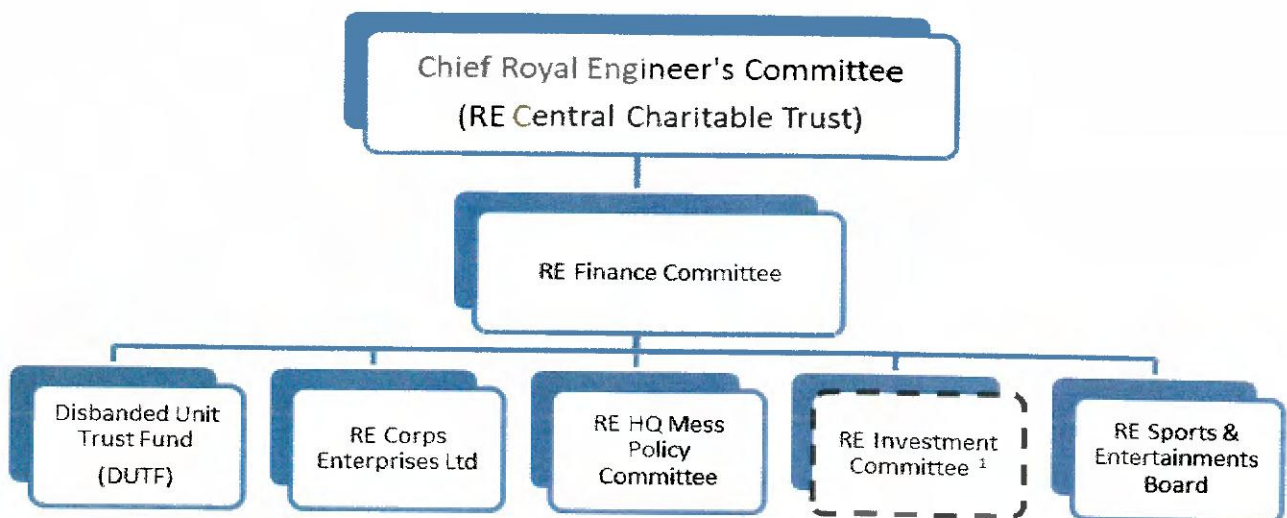 Chief Royal Engineer's Committee
(RE Central Charitable Trust)
RE Finance Committee
Disbanded Unit
Trust Fund
(DUTF)
RE Corps
Enterprises Ltd
RE HQ Mess
Policy
Committee
RE Investment
Committee ¹
RE Sports &
Entertainments
Board